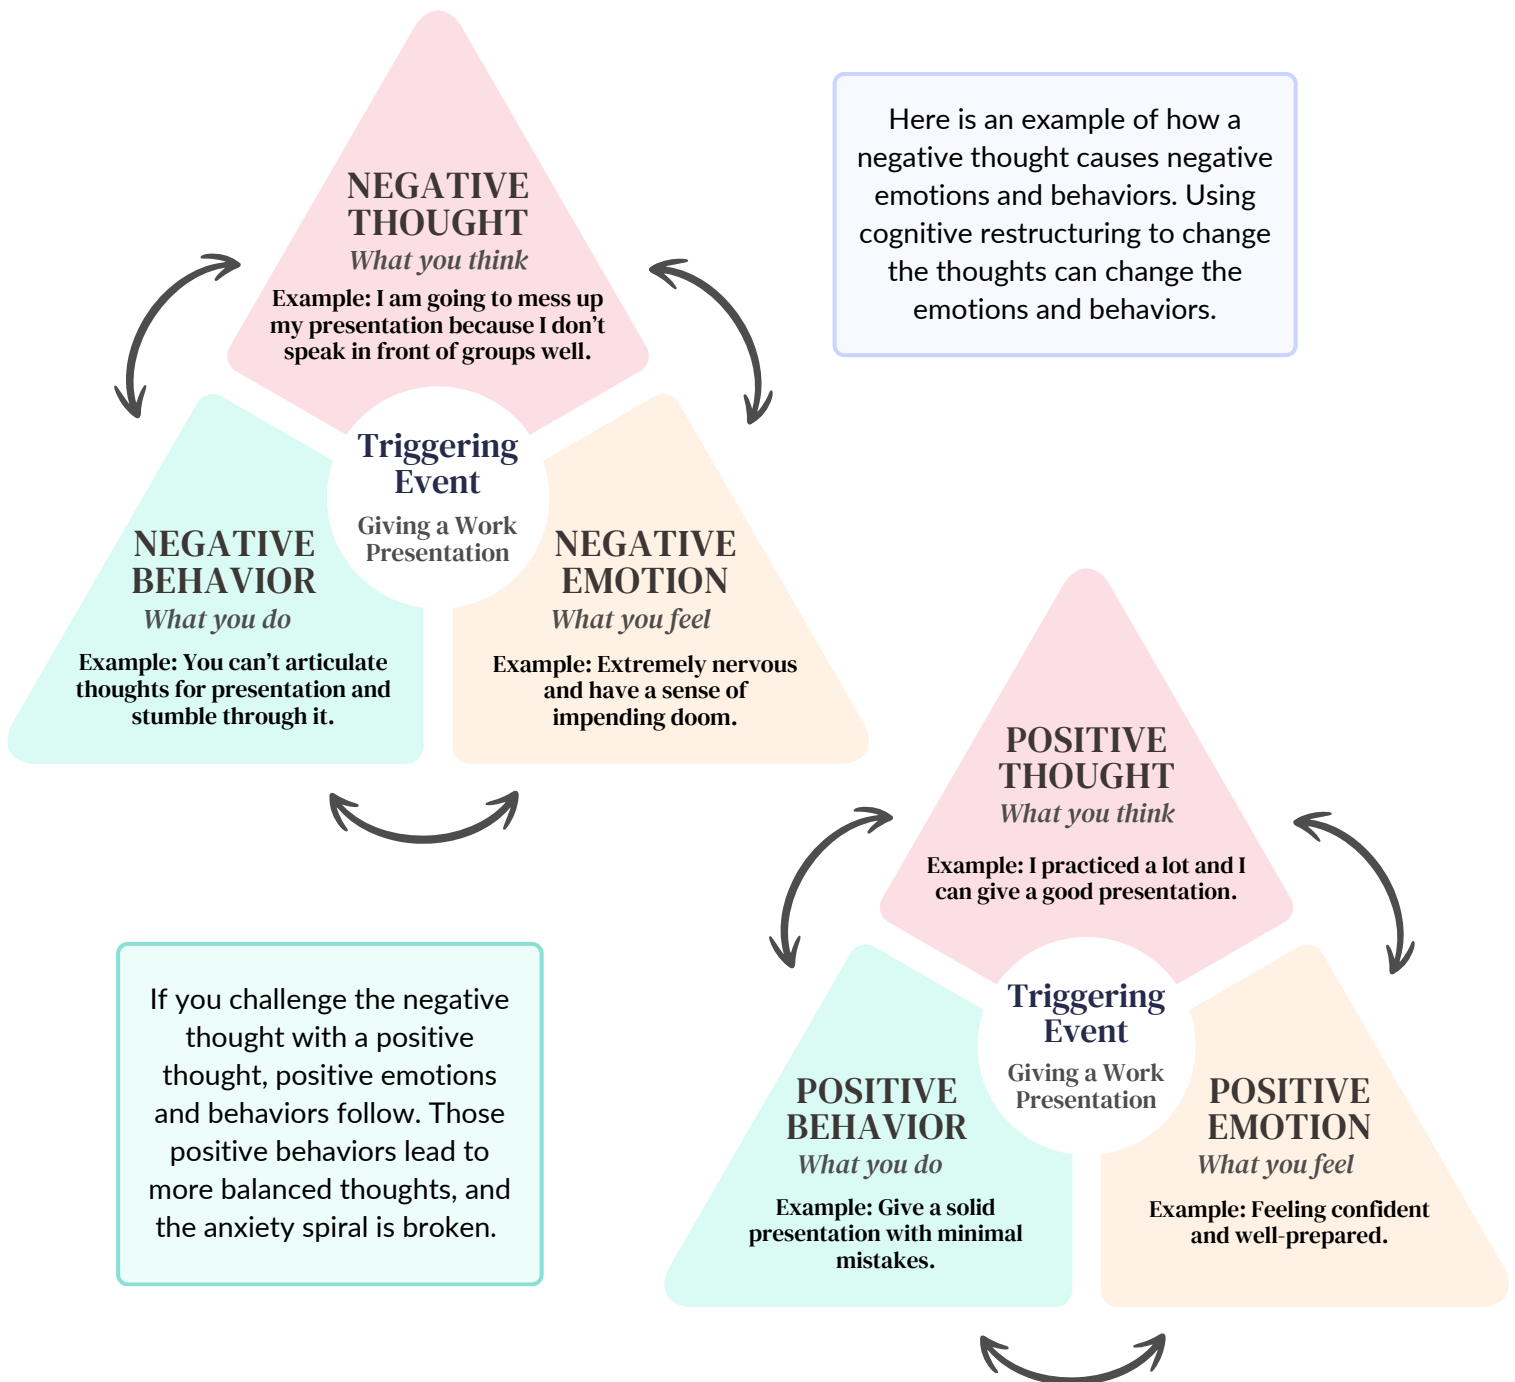 NEGATIVE
THOUGHT
What you think
Example: I am going to mess up
my presentation because I don't
speak in front of groups well.
Here is an example of how a
negative thought causes negative
emotions and behaviors. Using
cognitive restructuring to change
the thoughts can change the
emotions and behaviors.
Triggering
Event
Giving a Work
Presentation
NEGATIVE
BEHAVIOR
What you do
Example: You can't articulate
thoughts for presentation and
stumble through it.
NEGATIVE
EMOTION
What you feel
Example: Extremely nervous
and have a sense of
impending doom.
POSITIVE
THOUGHT
What you think
Example: I practiced a lot and I
can give a good presentation.
If you challenge the negative
thought with a positive
thought, positive emotions
and behaviors follow. Those
positive behaviors lead to
more balanced thoughts, and
the anxiety spiral is broken.
Triggering
Event
Giving a Work
Presentation
POSITIVE
BEHAVIOR
What you do
Example: Give a solid
presentation with minimal
mistakes.
POSITIVE
EMOTION
What you feel
Example: Feeling confident
and well-prepared.